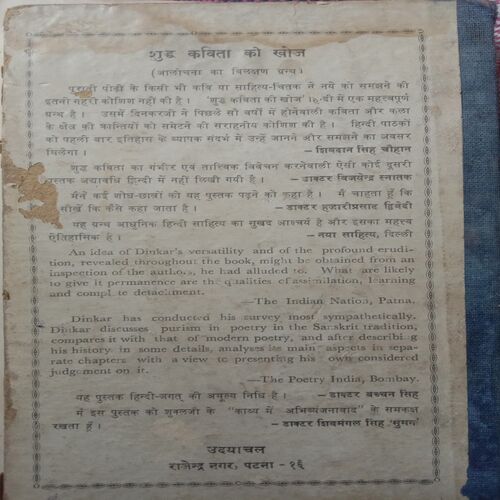 शुद्ध कविता की खोज
(आलोचना का विलक्षण ग्रन्थ)
पुरानी पीढ़ी के किसी भी कवि या साहित्य-चिंतक ने नये को समझने की
इतनी गहरी कोशिश नहीं की है। 'शुद्ध कविता की खोज' में एक महत्त्वपूर्ण
ग्रन्थ है। उसमें दिनकरजी ने पिछले सौ वर्षों में होनेवाली कविता और कला
के क्षेत्र की क्रान्तियों को समेटने की सराहनीय कोशिश की है। हिन्दी पाठकों
को पहली बार इतिहास के व्यापक संदर्भ में उन्हें जानने और समझने का अवसर
मिलेगा। – शिवदान सिंह चौहान
शुद्ध कविता का गंभीर एवं तात्त्विक विवेचन करनेवाली ऐसी कोई दूसरी
पुस्तक अद्यावधि हिन्दी में नहीं लिखी गयी है। – डाक्टर विजयेन्द्र स्नातक
मैंने कई शोध-छात्रों को यह पुस्तक पढ़ने को कहा है। मैं चाहता हूँ कि
सीखें कि कैसे कहा जाता है। – डाक्टर हजारीप्रसाद द्विवेदी
यह ग्रन्थ आधुनिक हिन्दी साहित्य का सुखद आश्चर्य है और इसका महत्त्व
ऐतिहासिक है। – नया साहित्य, दिल्ली
An idea of Dinkar's versatility and of the profound erudi-
tion, revealed throughout the book, might be obtained from an
inspection of the authors, he had alluded to. What are likely
to give it permanence are the qualities of assimilation, learning
and complete detachment.
—The Indian Nation, Patna.
Dinkar has conducted his survey most sympathetically.
Dinkar discusses purism in poetry in the Sanskrit tradition,
compares it with that of modern poetry, and after describing
his history in some details, analyses its main aspects in sepa-
rate chapters with a view to presenting his own considered
judgement on it.
—The Poetry India, Bombay.
यह पुस्तक हिन्दी-जगत् की अमूल्य निधि है। – डाक्टर बच्चन सिंह
में इस पुस्तक को शुक्लजी के "काव्य में अभिव्यंजनावाद" के समकक्ष
रखता हूँ। – डाक्टर शिवमंगल सिंह 'सुमन'
उदयाचल
राजेन्द्र नगर, पटना - १६